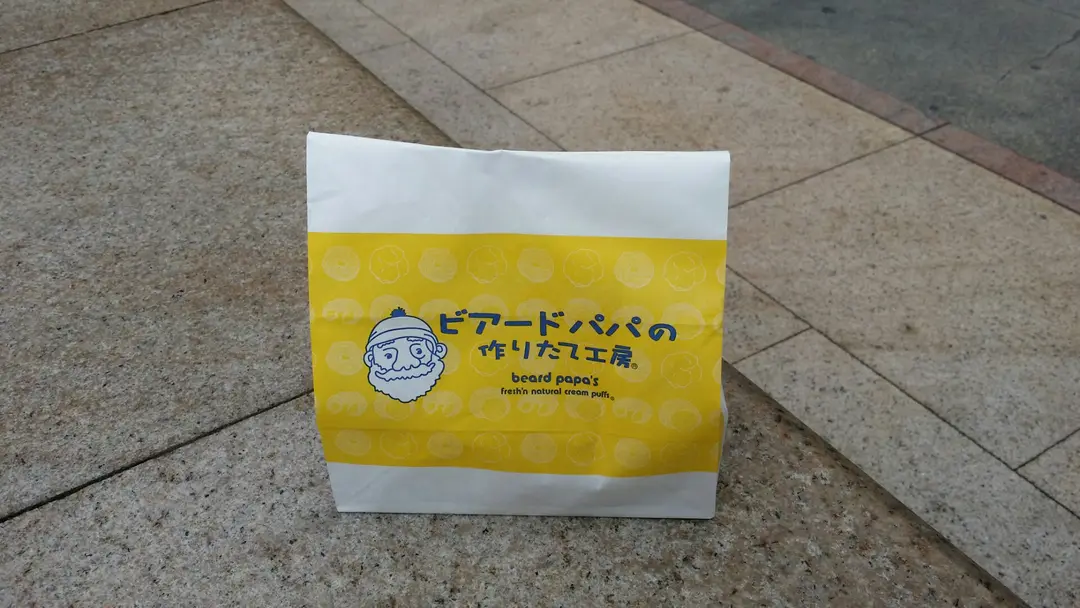 ビアードパパの
作りたて工房®
beard papa's
fresh'n natural cream puffs®